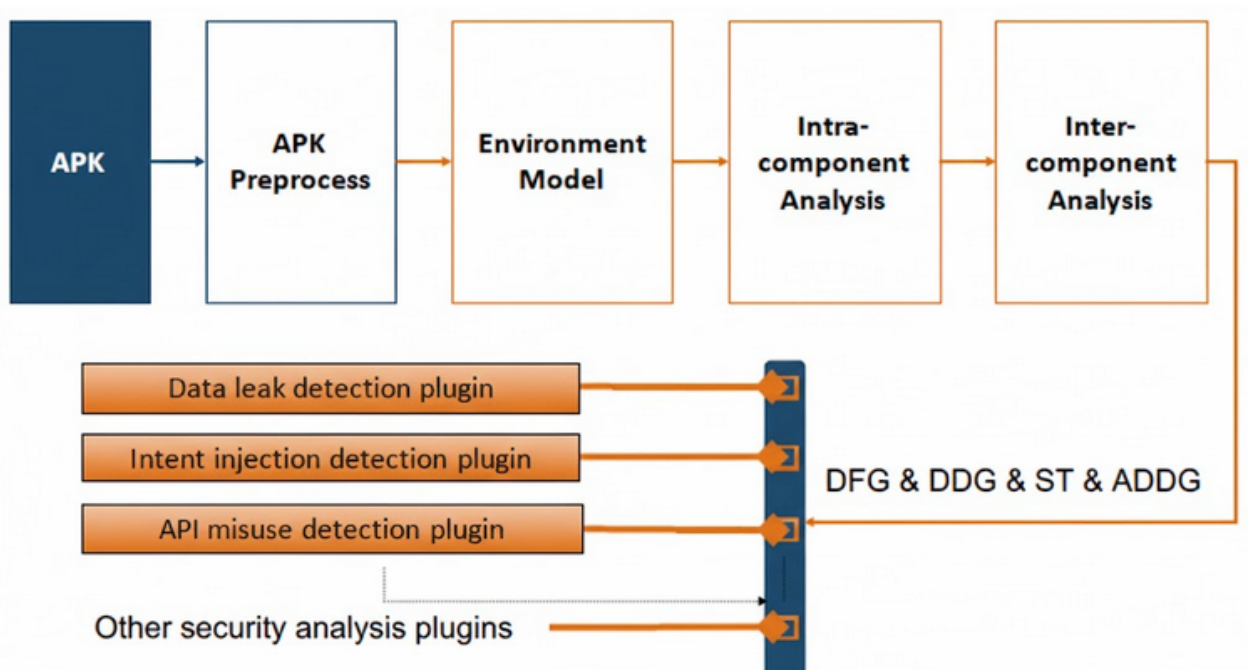 APK
APK
Preprocess
Environment
Model
Intra-
component
Analysis
Inter-
component
Analysis
Data leak detection plugin
Intent injection detection plugin
DFG & DDG & ST & ADDG
API misuse detection plugin
Other security analysis plugins